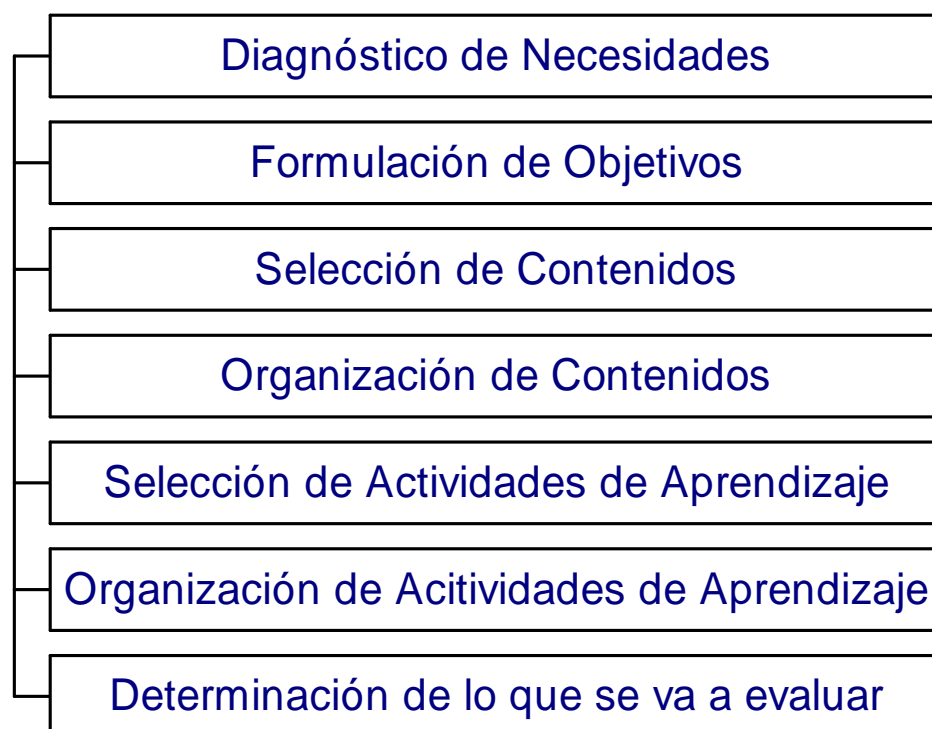 Diagnóstico de Necesidades
Formulación de Objetivos
Selección de Contenidos
Organización de Contenidos
Selección de Actividades de Aprendizaje
Organización de Acitividades de Aprendizaje
Determinación de lo que se va a evaluar